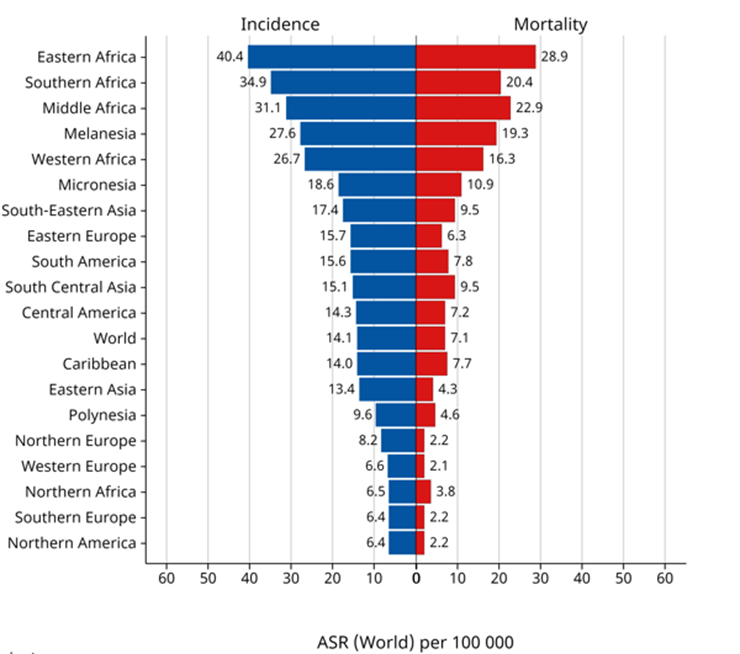 Incidence Mortality
Eastern Africa 40.4 28.9
Southern Africa 34.9 20.4
Middle Africa 31.1 22.9
Melanesia 27.6 19.3
Western Africa 26.7 16.3
Micronesia 18.6 10.9
South-Eastern Asia 17.4 9.5
Eastern Europe 15.7 6.3
South America 15.6 7.8
South Central Asia 15.1 9.5
Central America 14.3 7.2
World 14.1 7.1
Caribbean 14.0 7.7
Eastern Asia 13.4 4.3
Polynesia 9.6 4.6
Northern Europe 8.2 2.2
Western Europe 6.6 2.1
Northern Africa 6.5 3.8
Southern Europe 6.4 2.2
Northern America 6.4 2.2
60 50 40 30 20 10 0 10 20 30 40 50 60
ASR (World) per 100 000